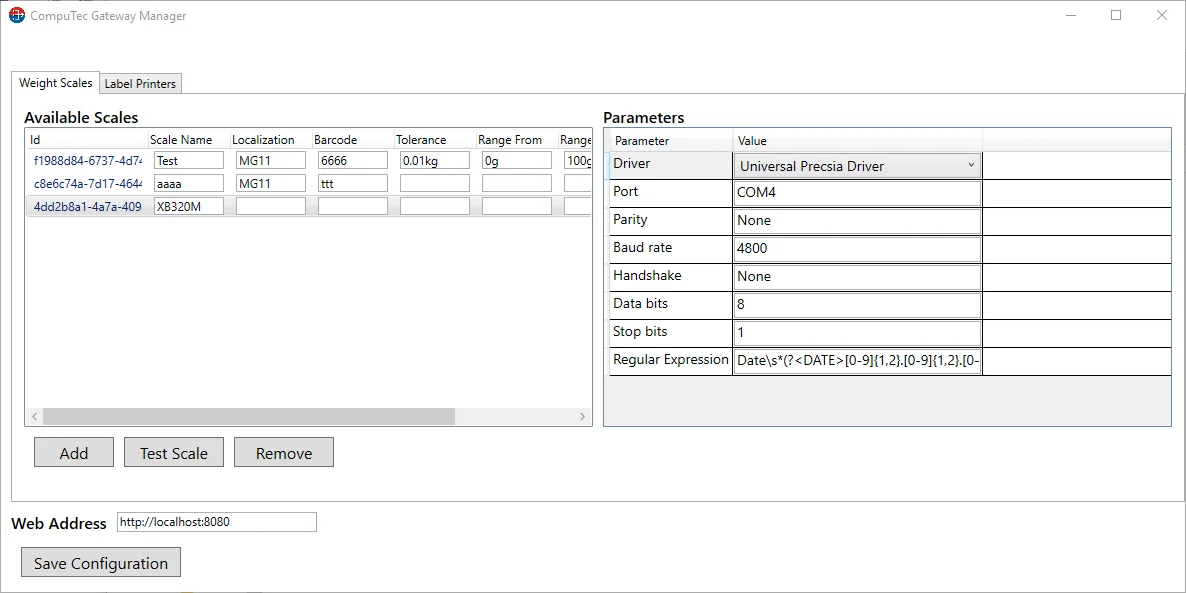 CompuTec Gateway Manager
Weight Scales Label Printers
Available Scales
Id Scale Name Localization Barcode Tolerance Range From Range
f1988d84-6737-4d74 Test MG11 6666 0.01kg 0g 100g
c8e6c74a-7d17-4644 aaaa MG11 ttt
4dd2b8a1-4a7a-409 XB320M
Add Test Scale Remove
Parameters
Parameter Value
Driver Universal Precsia Driver
Port COM4
Parity None
Baud rate 4800
Handshake None
Data bits 8
Stop bits 1
Regular Expression Date\s*(?<DATE>[0-9]{1,2}.[0-9]{1,2}.[0-
Web Address http://localhost:8080
Save Configuration